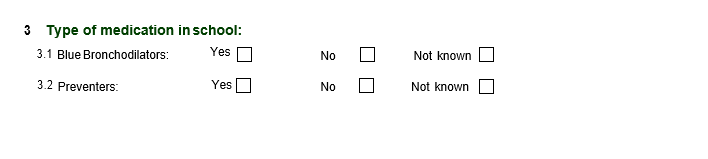 3 Type of medication in school:
3.1 Blue Bronchodilators: Yes ☐ No ☐ Not known ☐
3.2 Preventers: Yes ☐ No ☐ Not known ☐